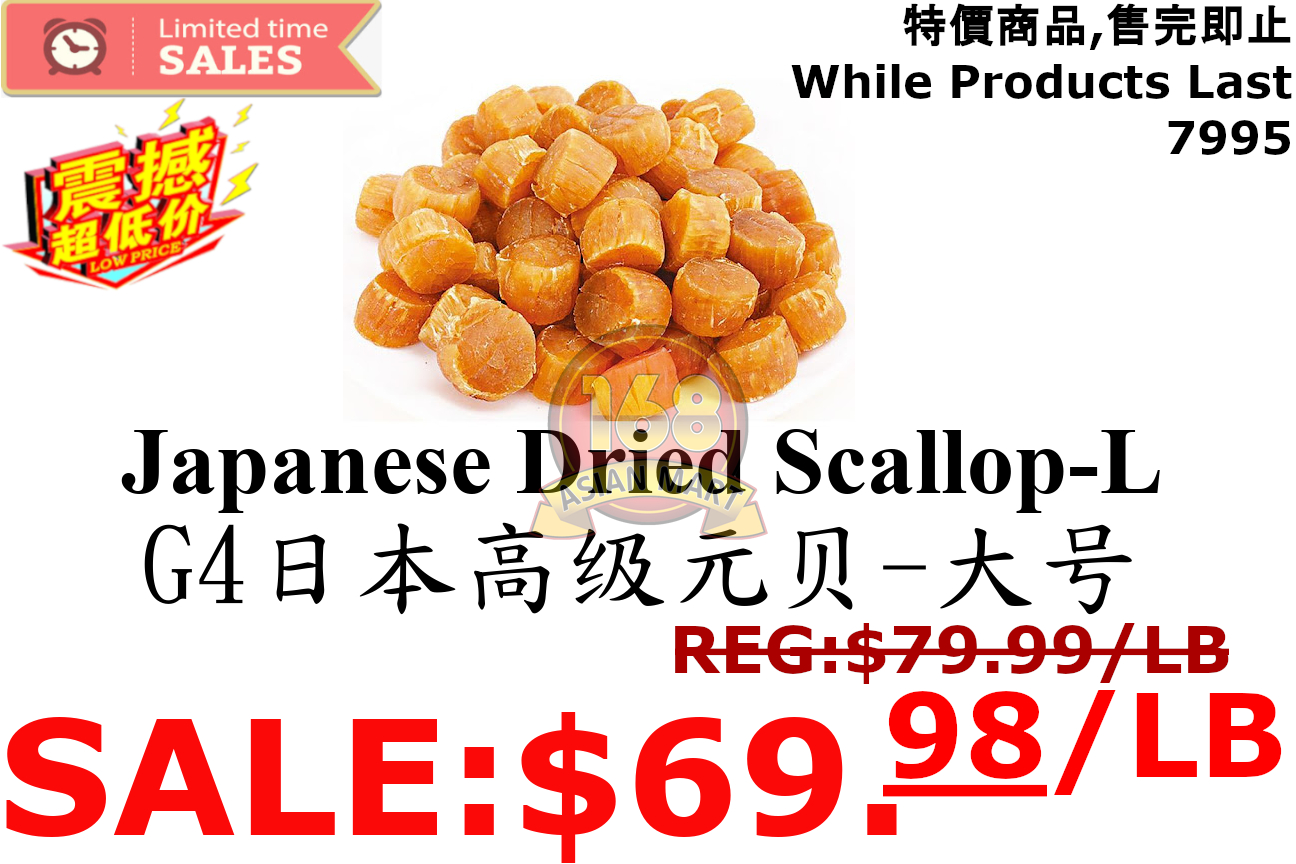 Limited time
SALES
特價商品,售完即止
While Products Last
7995
震撼
超低价
LOW PRICE
168
ASIAN MART
Japanese Dried Scallop-L
G4日本高级元贝-大号
REG:$79.99/LB
SALE:$69.98/LB